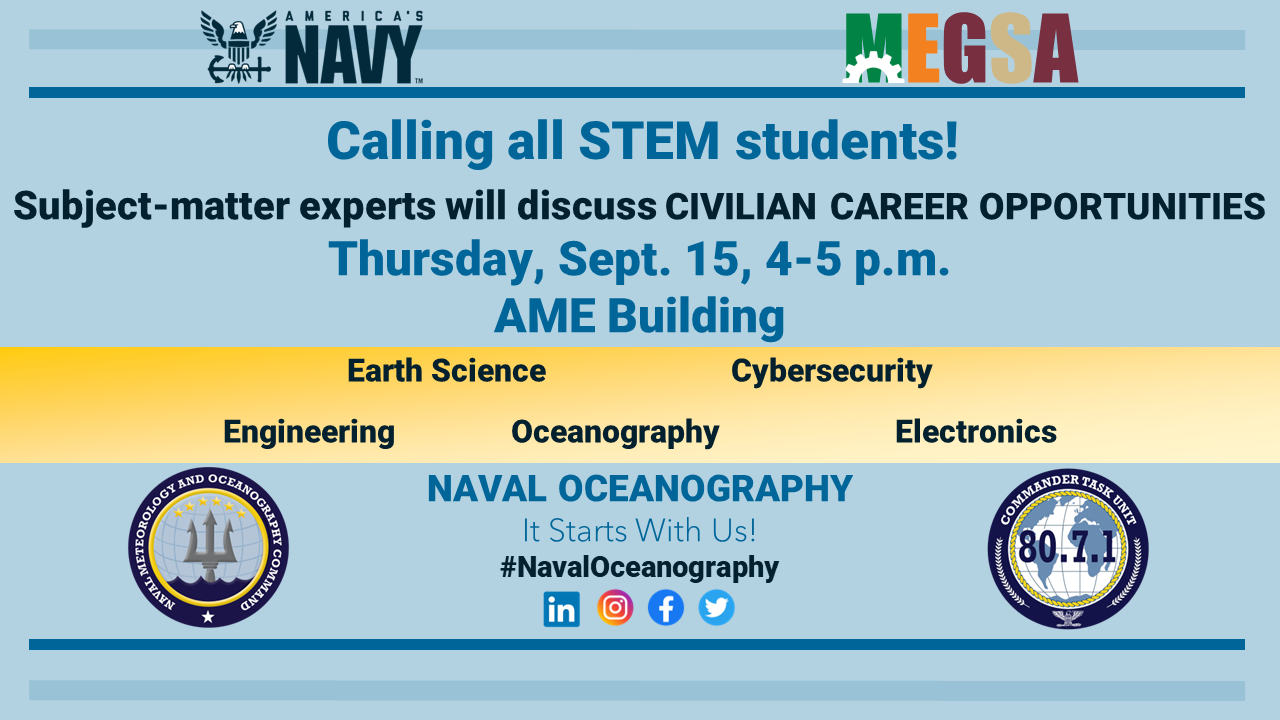 AMERICA'S
NAVY
TM
MEGSA
Calling all STEM students!
Subject-matter experts will discuss CIVILIAN CAREER OPPORTUNITIES
Thursday, Sept. 15, 4-5 p.m.
AME Building
Earth Science Cybersecurity
Engineering Oceanography Electronics
NAVAL METEOROLOGY AND OCEANOGRAPHY COMMAND
NAVAL OCEANOGRAPHY
It Starts With Us!
#NavalOceanography
in
f
COMMANDER TASK UNIT
80.7.1